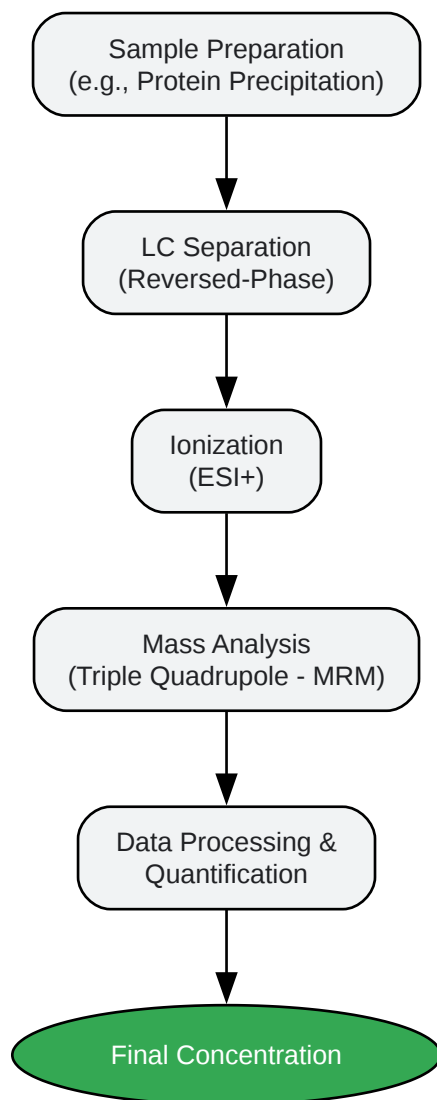 Sample Preparation
(e.g., Protein Precipitation)
LC Separation
(Reversed-Phase)
Ionization
(ESI+)
Mass Analysis
(Triple Quadrupole - MRM)
Data Processing &
Quantification
Final Concentration